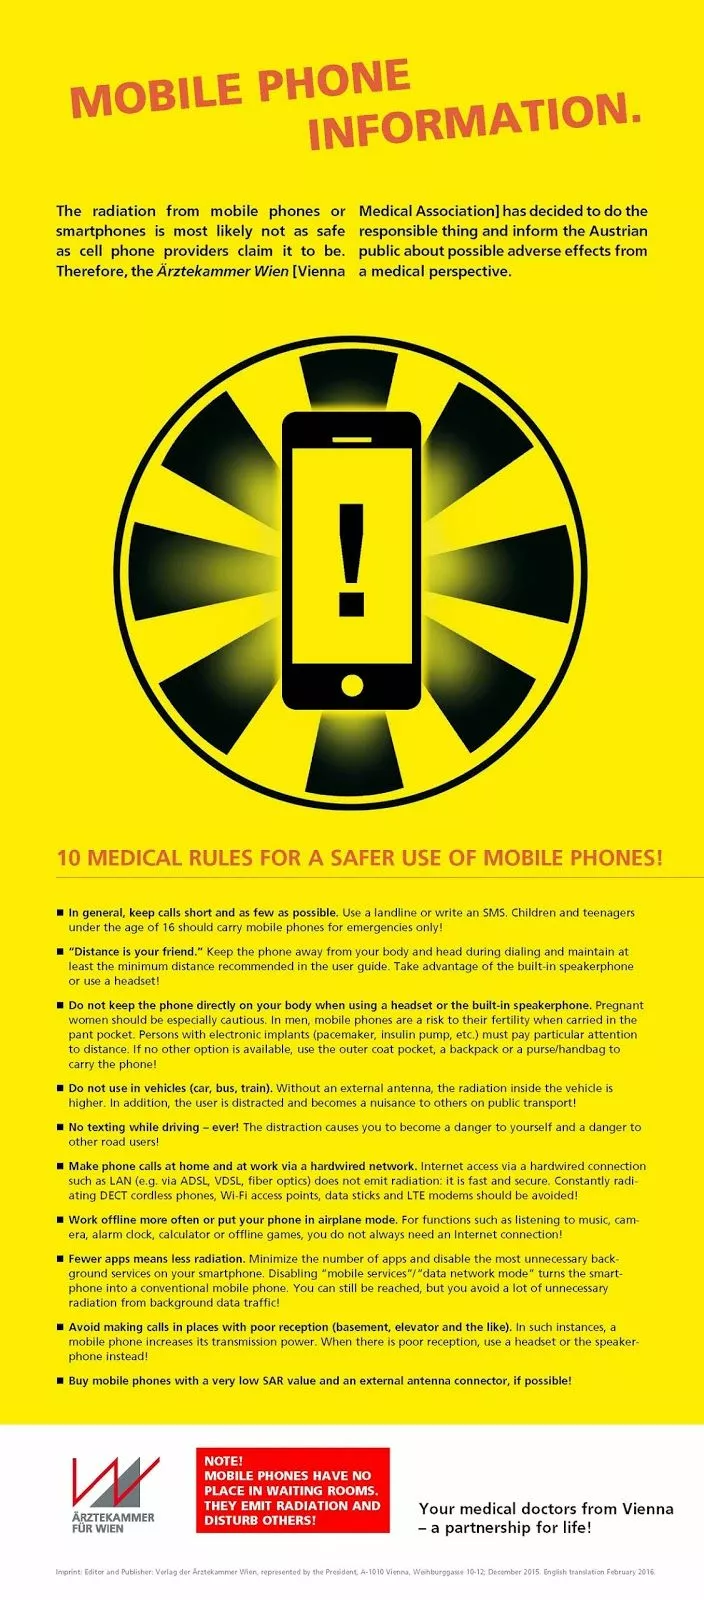 MOBILE PHONE
INFORMATION.
The radiation from mobile phones or
smartphones is most likely not as safe
as cell phone providers claim it to be.
Therefore, the Ärztekammer Wien [Vienna
Medical Association] has decided to do the
responsible thing and inform the Austrian
public about possible adverse effects from
a medical perspective.
!
10 MEDICAL RULES FOR A SAFER USE OF MOBILE PHONES!
■ In general, keep calls short and as few as possible. Use a landline or write an SMS. Children and teenagers
under the age of 16 should carry mobile phones for emergencies only!
■ “Distance is your friend.” Keep the phone away from your body and head during dialing and maintain at
least the minimum distance recommended in the user guide. Take advantage of the built-in speakerphone
or use a headset!
■ Do not keep the phone directly on your body when using a headset or the built-in speakerphone. Pregnant
women should be especially cautious. In men, mobile phones are a risk to their fertility when carried in the
pant pocket. Persons with electronic implants (pacemaker, insulin pump, etc.) must pay particular attention
to distance. If no other option is available, use the outer coat pocket, a backpack or a purse/handbag to
carry the phone!
■ Do not use in vehicles (car, bus, train). Without an external antenna, the radiation inside the vehicle is
higher. In addition, the user is distracted and becomes a nuisance to others on public transport!
■ No texting while driving – ever! The distraction causes you to become a danger to yourself and a danger to
other road users!
■ Make phone calls at home and at work via a hardwired network. Internet access via a hardwired connection
such as LAN (e.g. via ADSL, VDSL, fiber optics) does not emit radiation: it is fast and secure. Constantly radi-
ating DECT cordless phones, Wi-Fi access points, data sticks and LTE modems should be avoided!
■ Work offline more often or put your phone in airplane mode. For functions such as listening to music, cam-
era, alarm clock, calculator or offline games, you do not always need an Internet connection!
■ Fewer apps means less radiation. Minimize the number of apps and disable the most unnecessary back-
ground services on your smartphone. Disabling “mobile services”/“data network mode” turns the smart-
phone into a conventional mobile phone. You can still be reached, but you avoid a lot of unnecessary
radiation from background data traffic!
■ Avoid making calls in places with poor reception (basement, elevator and the like). In such instances, a
mobile phone increases its transmission power. When there is poor reception, use a headset or the speaker-
phone instead!
■ Buy mobile phones with a very low SAR value and an external antenna connector, if possible!
ÄRZTEKAMMER
FÜR WIEN
NOTE!
MOBILE PHONES HAVE NO
PLACE IN WAITING ROOMS.
THEY EMIT RADIATION AND
DISTURB OTHERS!
Your medical doctors from Vienna
– a partnership for life!
Imprint: Editor and Publisher: Verlag der Ärztekammer Wien, represented by the President, A-1010 Vienna, Weihburggasse 10-12; December 2015. English translation February 2016.